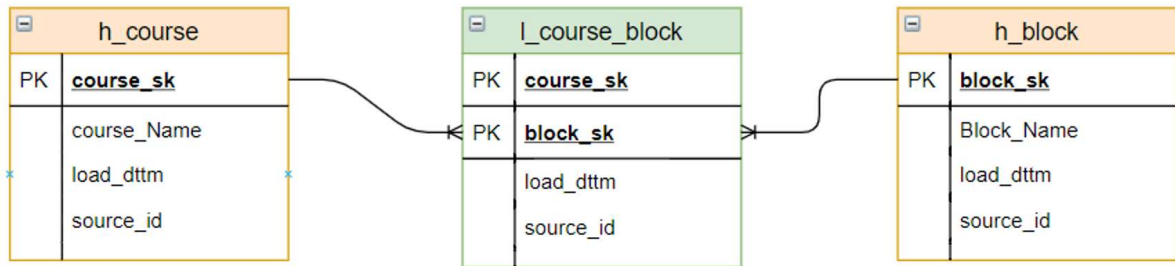 h_course
PK course_sk
course_Name
load_dttm
source_id
l_course_block
PK course_sk
PK block_sk
load_dttm
source_id
h_block
PK block_sk
Block_Name
load_dttm
source_id